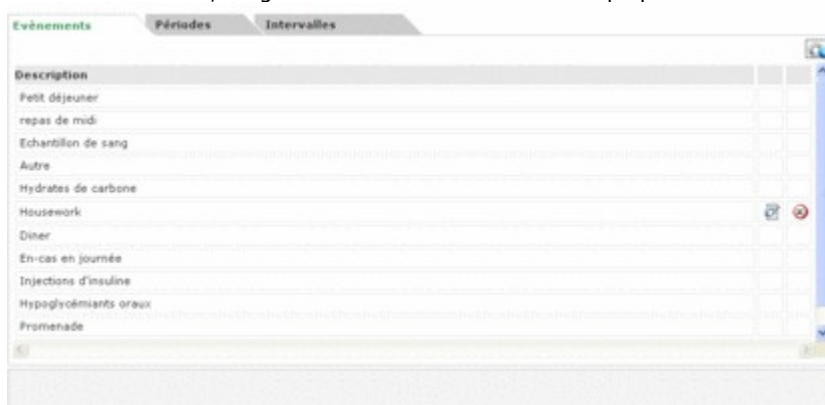 Evènements Périodes Intervalles
Description
Petit déjeuner
repas de midi
Echantillon de sang
Autre
Hydrates de carbone
Housework
Diner
En-cas en journée
Injections d'insuline
Hypoglycémiants oraux
Promenade